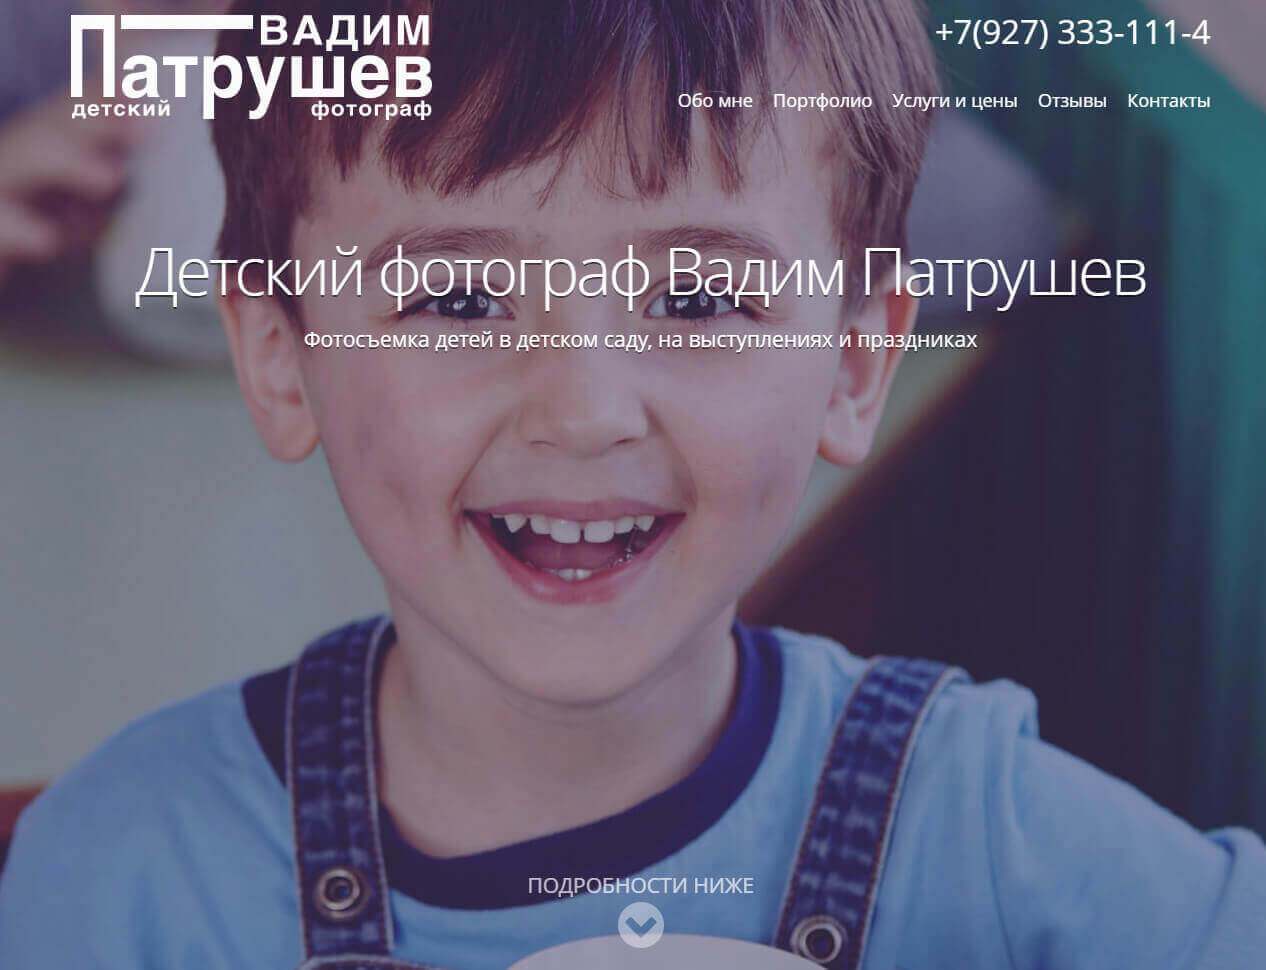 ВАДИМ
Патрушев
детский фотограф
+7(927) 333-111-4
Обо мне Портфолио Услуги и цены Отзывы Контакты
Детский фотограф Вадим Патрушев
Фотосъемка детей в детском саду, на выступлениях и праздниках
ПОДРОБНОСТИ НИЖЕ